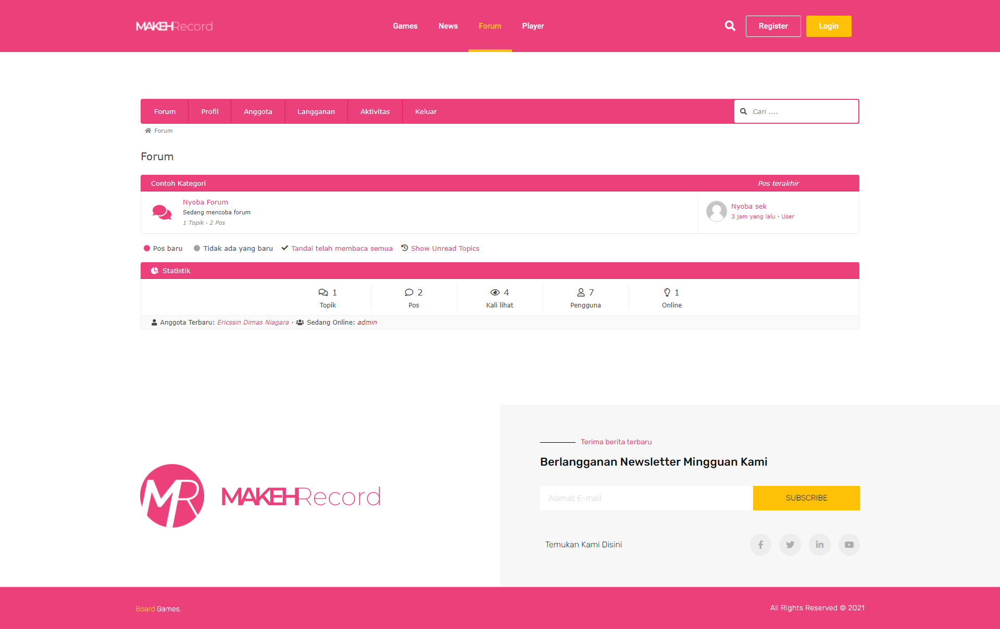 MAKEHRecord
Games News Forum Player
Register Login
Forum Profil Anggota Langganan Aktivitas Keluar
Cari ....
Forum
Forum
Contoh Kategori Pos terakhir
Nyoba Forum
Sedang mencoba forum
1 Topik · 2 Pos
Nyoba sek
3 jam yang lalu · User
Pos baru Tidak ada yang baru Tandai telah membaca semua Show Unread Topics
Statistik
1 2 4 7 1
Topik Pos Kali lihat Pengguna Online
Anggota Terbaru: Ericssin Dimas Niagara · Sedang Online: admin
Terima berita terbaru
Berlangganan Newsletter Mingguan Kami
MR MAKEHRecord
Alamat E-mail SUBSCRIBE
Temukan Kami Disini
Board Games.
All Rights Reserved © 2021